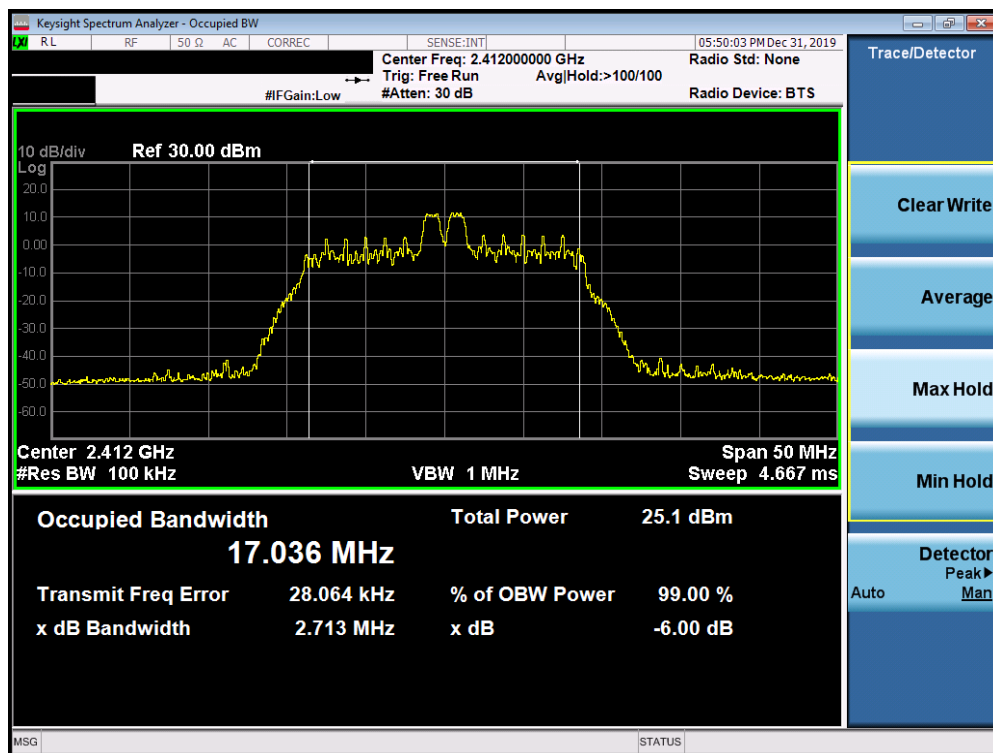 Keysight Spectrum Analyzer - Occupied BW
LXI RL RF 50 Ω AC CORREC SENSE:INT 05:50:03 PM Dec 31, 2019
Center Freq: 2.412000000 GHz Radio Std: None
Trig: Free Run Avg|Hold:>100/100
#IFGain:Low #Atten: 30 dB Radio Device: BTS
10 dB/div Ref 30.00 dBm
Log
20.0
10.0
0.00
-10.0
-20.0
-30.0
-40.0
-50.0
-60.0
Center 2.412 GHz Span 50 MHz
#Res BW 100 kHz VBW 1 MHz Sweep 4.667 ms
Occupied Bandwidth Total Power 25.1 dBm
17.036 MHz
Transmit Freq Error 28.064 kHz % of OBW Power 99.00 %
x dB Bandwidth 2.713 MHz x dB -6.00 dB
MSG STATUS
Trace/Detector
Clear Write
Average
Max Hold
Min Hold
Detector
Peak▶
Auto Man